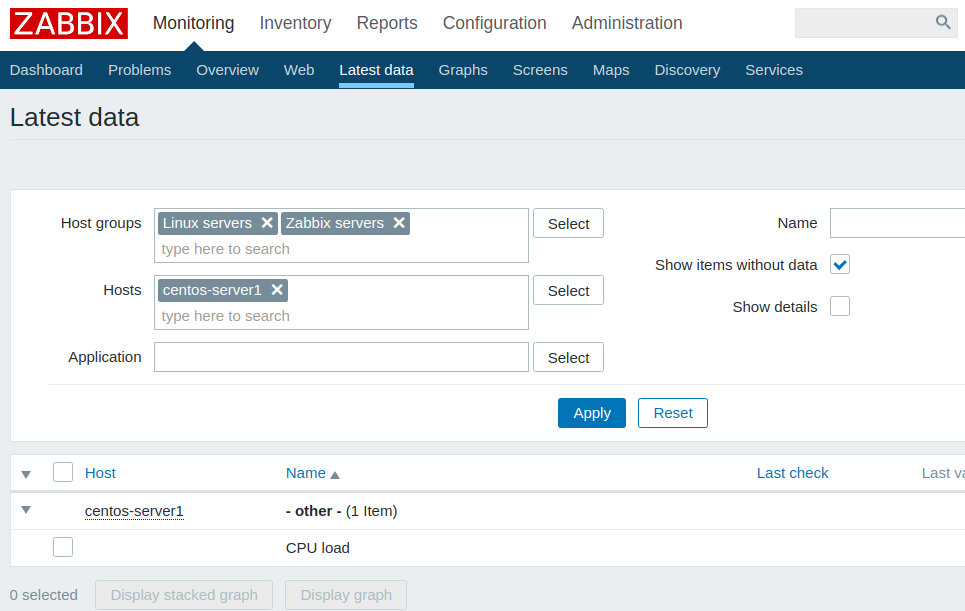 ZABBIX Monitoring Inventory Reports Configuration Administration
Dashboard Problems Overview Web Latest data Graphs Screens Maps Discovery Services
Latest data
Host groups Linux servers Zabbix servers Select Name
type here to search
Show items without data
Hosts centos-server1 Select
type here to search
Show details
Application Select
Apply Reset
Host Name Last check Last
centos-server1 - other - (1 Item)
CPU load
0 selected Display stacked graph Display graph